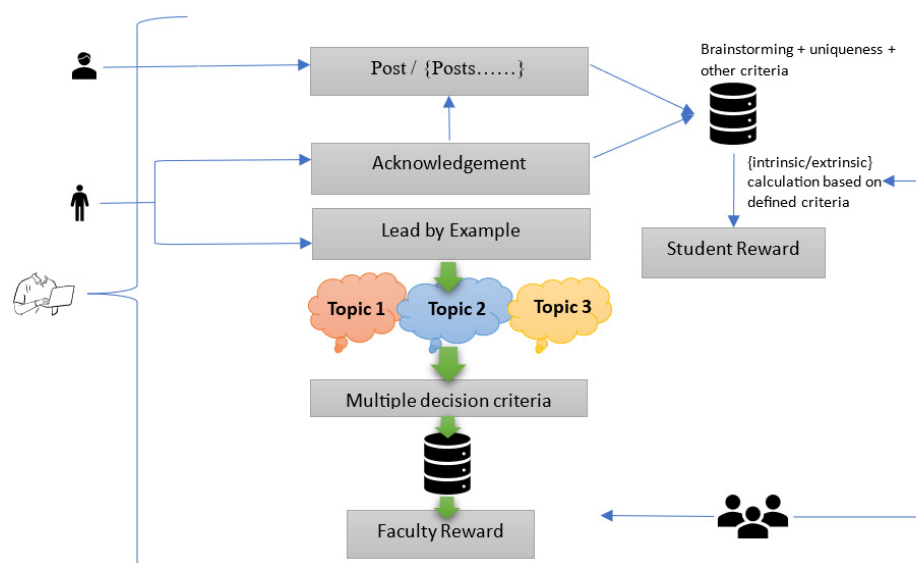 Post / {Posts……}
Brainstorming + uniqueness +
other criteria
Acknowledgement
{intrinsic/extrinsic}
calculation based on
defined criteria
Lead by Example
Student Reward
Topic 1
Topic 2
Topic 3
Multiple decision criteria
Faculty Reward